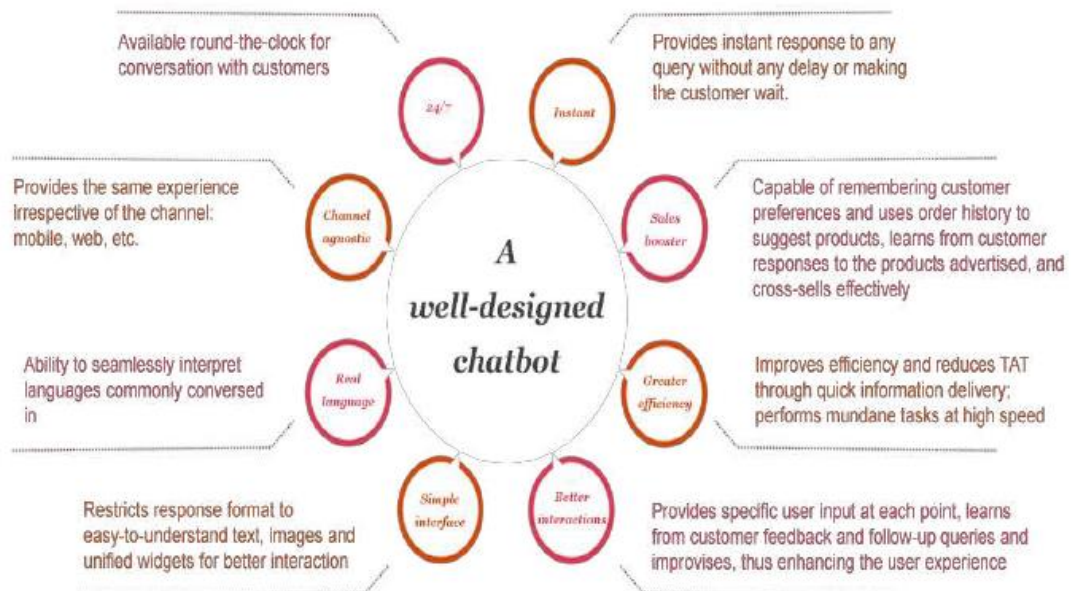 Available round-the-clock for
conversation with customers
24/7
Instant
Provides instant response to any
query without any delay or making
the customer wait.
Provides the same experience
irrespective of the channel:
mobile, web, etc.
Channel
agnostic
Sales
booster
Capable of remembering customer
preferences and uses order history to
suggest products, learns from customer
responses to the products advertised, and
cross-sells effectively
A
well-designed
chatbot
Ability to seamlessly interpret
languages commonly conversed
in
Real
language
Greater
efficiency
Improves efficiency and reduces TAT
through quick information delivery;
performs mundane tasks at high speed
Restricts response format to
easy-to-understand text, images and
unified widgets for better interaction
Simple
interface
Better
interactions
Provides specific user input at each point, learns
from customer feedback and follow-up queries and
improvises, thus enhancing the user experience